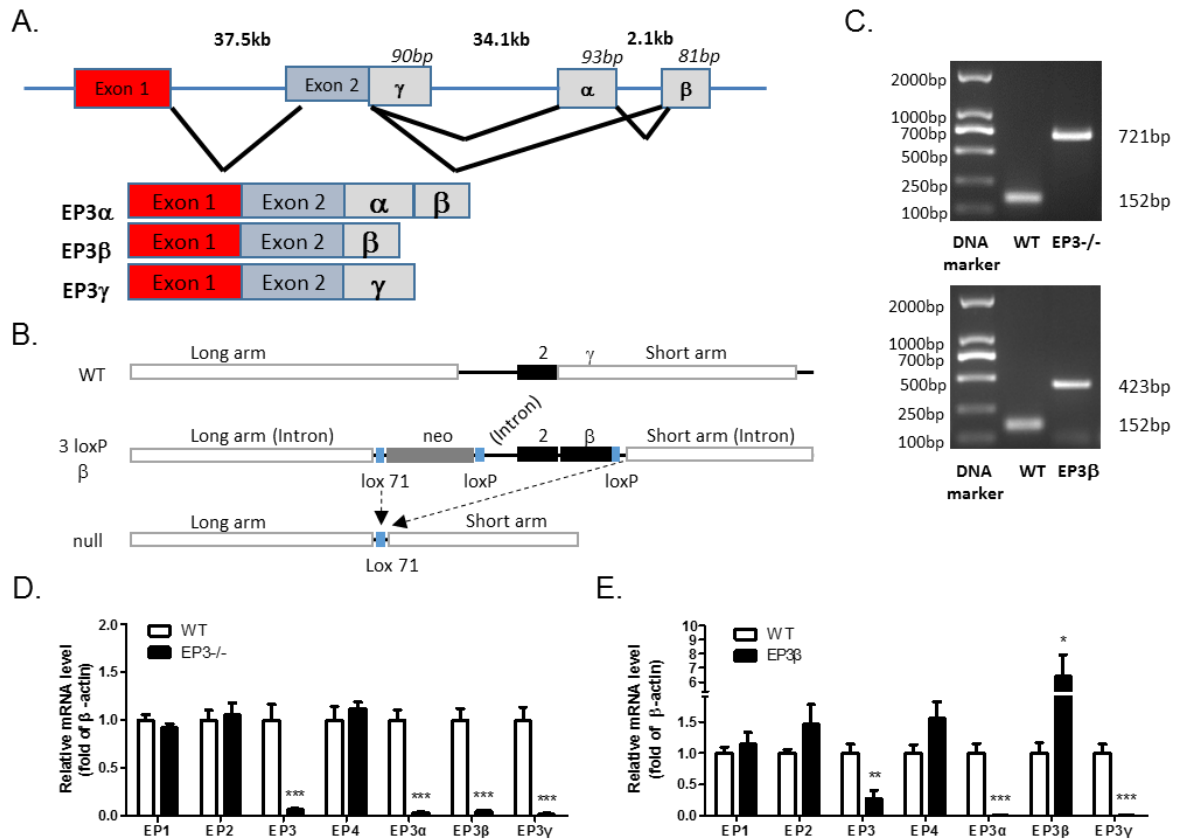 A.
37.5kb 34.1kb 2.1kb
90bp 93bp 81bp
Exon 1 Exon 2 γ α β
EP3α Exon 1 Exon 2 α β
EP3β Exon 1 Exon 2 β
EP3γ Exon 1 Exon 2 γ
B.
Long arm 2 γ Short arm
WT
Long arm (Intron) neo (Intron) 2 β Short arm (Intron)
3 loxP
β
lox 71 loxP loxP
Long arm Short arm
null
Lox 71
C.
2000bp
1000bp
700bp
500bp
250bp
100bp
721bp
152bp
DNA marker WT EP3-/-
2000bp
1000bp
700bp
500bp
250bp
100bp
423bp
152bp
DNA marker WT EP3β
D.
Relative mRNA level
(fold of β-actin)
2.0
1.5
1.0
0.5
0.0
WT
EP3-/-
*** *** *** ***
EP1 EP2 EP3 EP4 EP3α EP3β EP3γ
E.
Relative mRNA level
(fold of β-actin)
10
9
8
7
6
1.5
1.0
0.5
0.0
WT
EP3β
** *** * ***
EP1 EP2 EP3 EP4 EP3α EP3β EP3γ